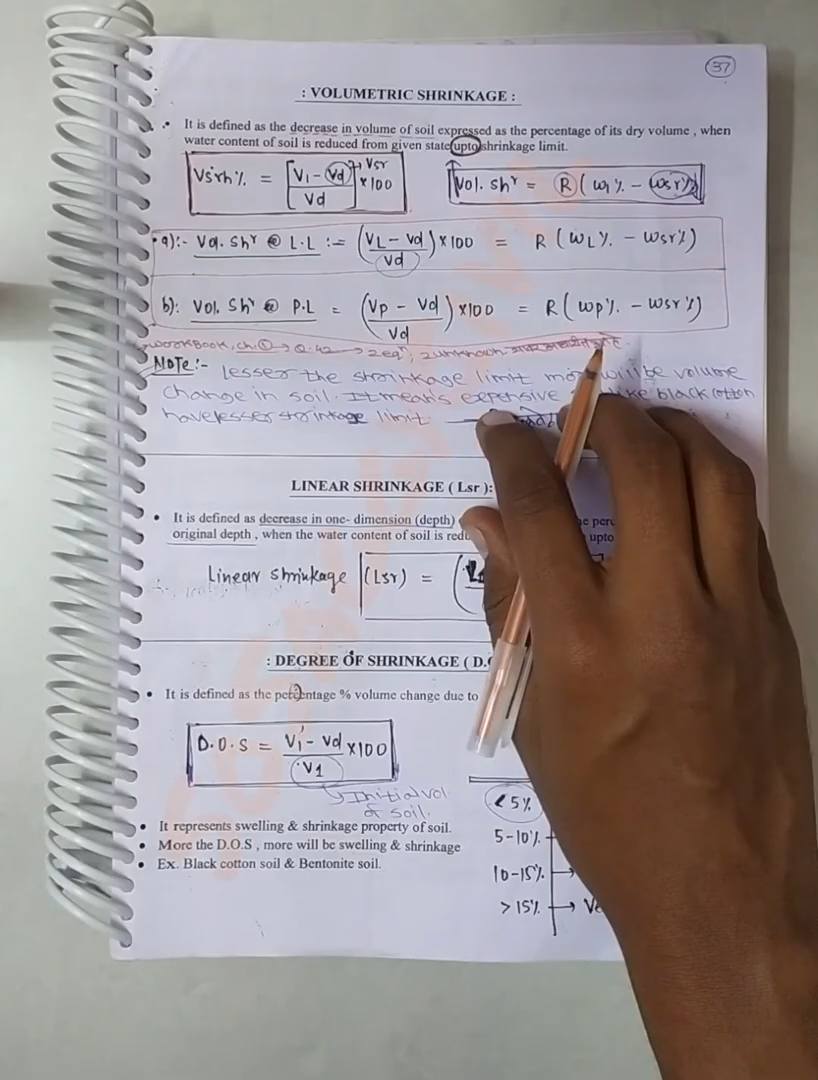 37
: VOLUMETRIC SHRINKAGE :
• It is defined as the decrease in volume of soil expressed as the percentage of its dry volume , when
water content of soil is reduced from given state upto shrinkage limit.
Vsrh% = [V1 - Vd / Vd] × 100 → Vsr
Vol. shr = R ( w1 % - wsr % )
a):- Vol. Shr @ L.L := (VL - Vd / Vd) × 100 = R ( wL % - wsr % )
b): Vol. Shr @ P.L = (Vp - Vd / Vd) × 100 = R ( wp % - wsr % )
workbook, ch. ① → Q.42 → 2 eqn, 2 unknown
NOTE :- Lesser the shrinkage limit more will be volume
change in soil. It means expensive like black cotton
have lesser shrinkage limit.
LINEAR SHRINKAGE ( Lsr ):
• It is defined as decrease in one- dimension (depth)
original depth , when the water content of soil is upto
Linear shrinkage (Lsr) =
: DEGREE OF SHRINKAGE
• It is defined as the percentage % volume change due to
D.O.S = V1 - Vd / V1 × 100
Initial vol.
of soil.
< 5%
• It represents swelling & shrinkage property of soil.
5-10%
• More the D.O.S , more will be swelling & shrinkage
• Ex. Black cotton soil & Bentonite soil.
10-15% →
> 15% →